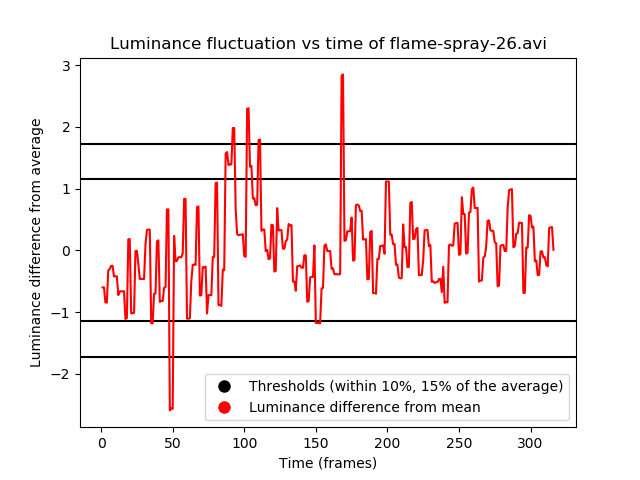 Luminance fluctuation vs time of flame-spray-26.avi
Luminance difference from average
3
2
1
0
−1
−2
Thresholds (within 10%, 15% of the average)
Luminance difference from mean
0 50 100 150 200 250 300
Time (frames)